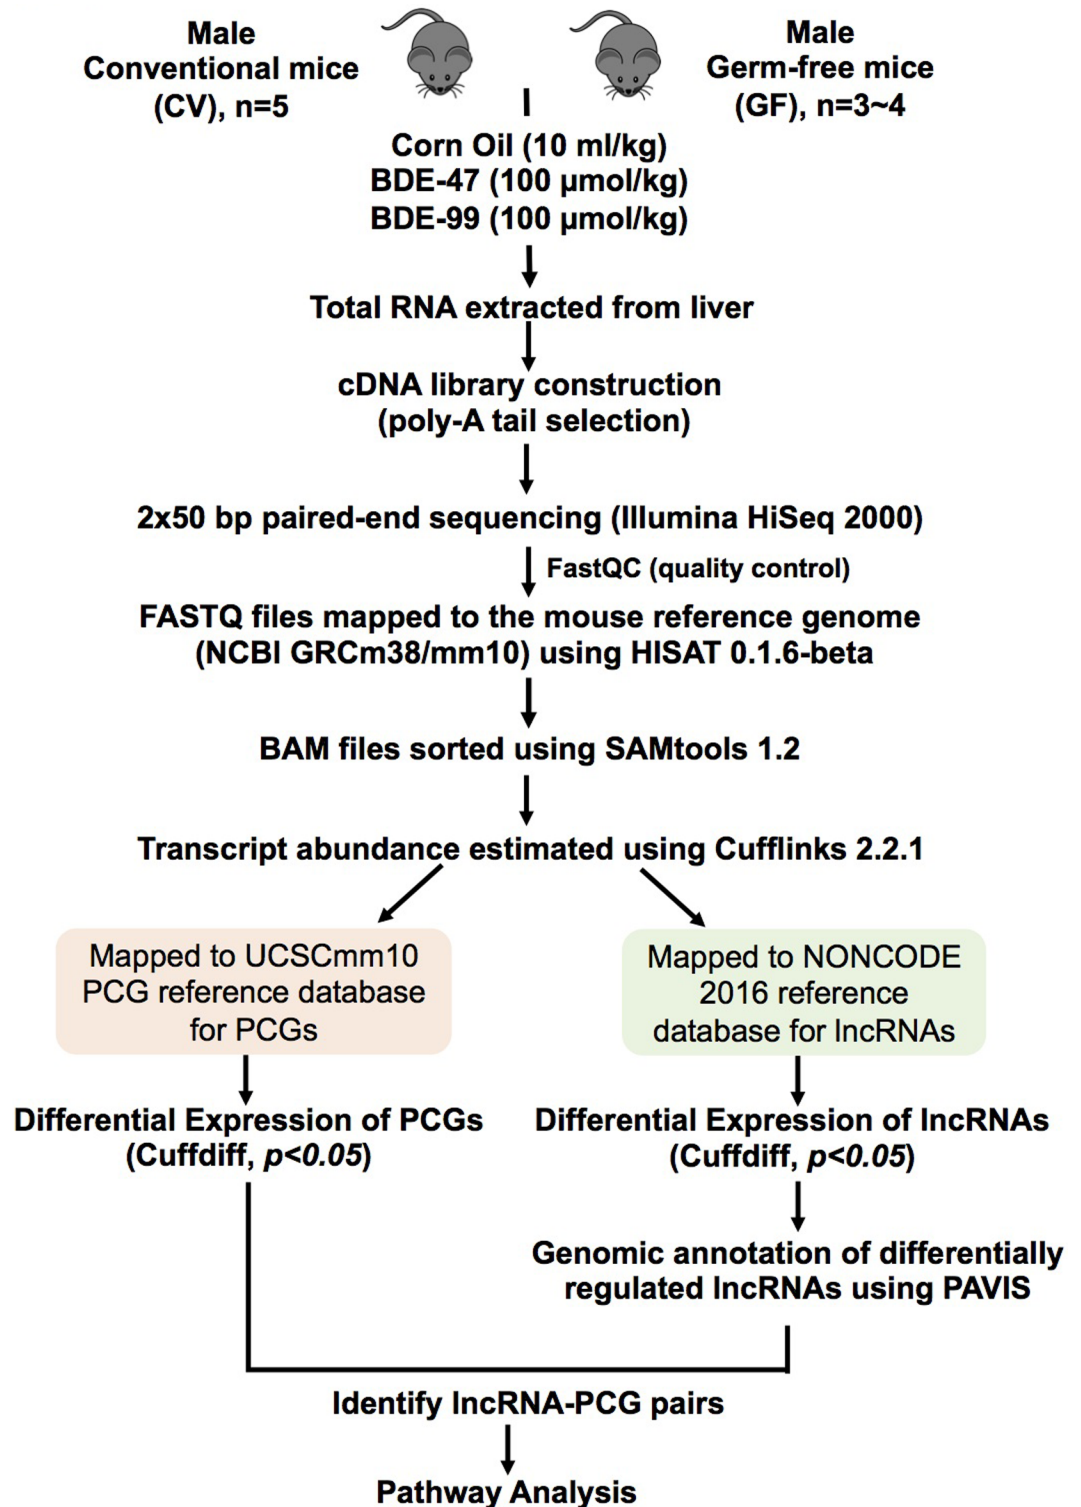 Male
Conventional mice
(CV), n=5
Male
Germ-free mice
(GF), n=3~4
Corn Oil (10 ml/kg)
BDE-47 (100 µmol/kg)
BDE-99 (100 µmol/kg)
Total RNA extracted from liver
cDNA library construction
(poly-A tail selection)
2x50 bp paired-end sequencing (Illumina HiSeq 2000)
FastQC (quality control)
FASTQ files mapped to the mouse reference genome
(NCBI GRCm38/mm10) using HISAT 0.1.6-beta
BAM files sorted using SAMtools 1.2
Transcript abundance estimated using Cufflinks 2.2.1
Mapped to UCSCmm10
PCG reference database
for PCGs
Mapped to NONCODE
2016 reference
database for lncRNAs
Differential Expression of PCGs
(Cuffdiff, p<0.05)
Differential Expression of lncRNAs
(Cuffdiff, p<0.05)
Genomic annotation of differentially
regulated lncRNAs using PAVIS
Identify lncRNA-PCG pairs
Pathway Analysis